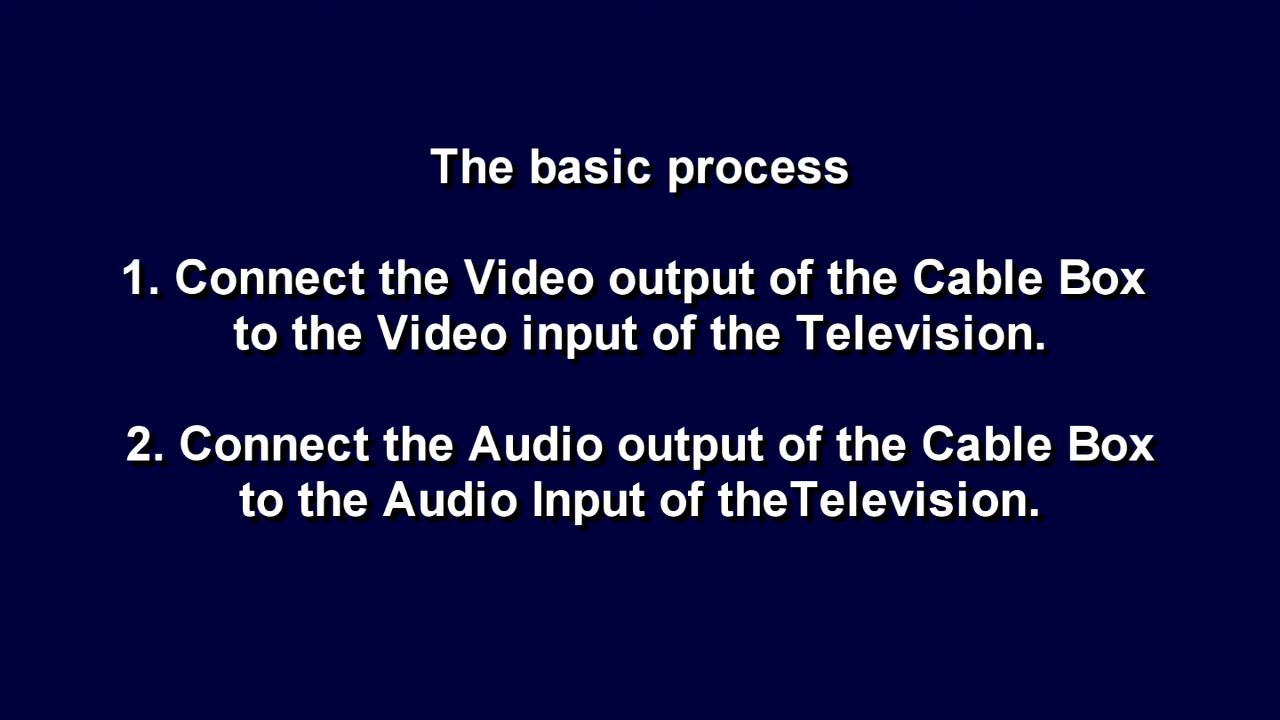 The basic process
1. Connect the Video output of the Cable Box
to the Video input of the Television.
2. Connect the Audio output of the Cable Box
to the Audio Input of theTelevision.